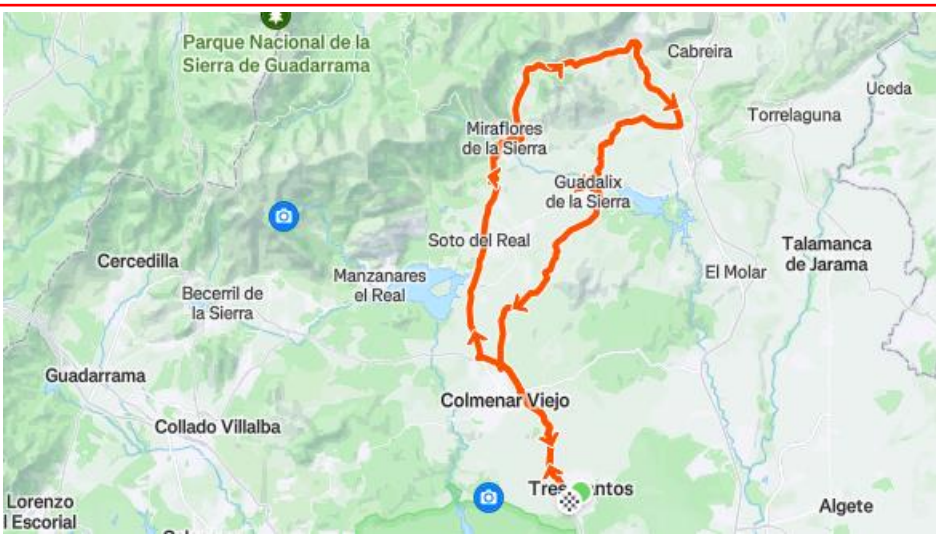 Parque Nacional de la
Sierra de Guadarrama
Cabreira
Uceda
Torrelaguna
Miraflores
de la Sierra
Guadalix
de la Sierra
Soto del Real
Talamanca
de Jarama
Cercedilla
Manzanares
el Real
El Molar
Becerril de
la Sierra
Guadarrama
Colmenar Viejo
Collado Villalba
Tres
ntos
Lorenzo
l Escorial
Algete